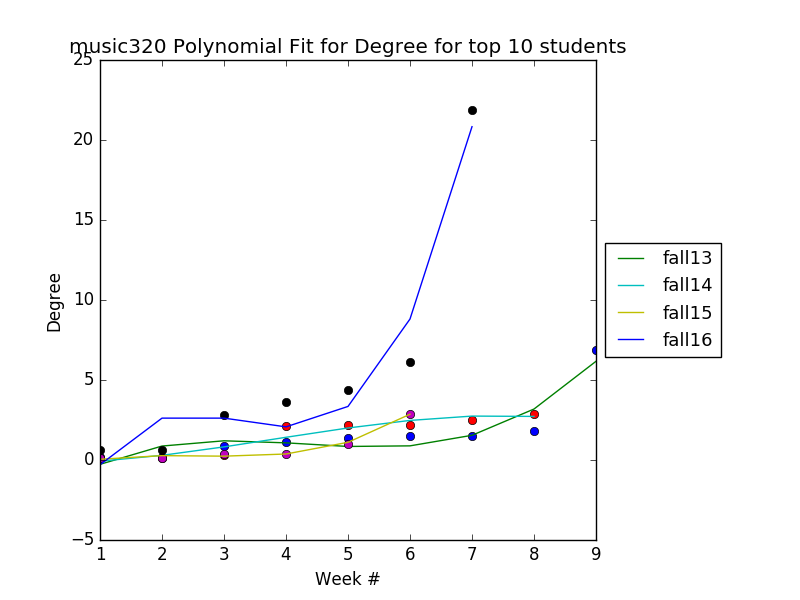 music320 Polynomial Fit for Degree for top 10 students
25
20
15
10
5
0
−5
Degree
1 2 3 4 5 6 7 8 9
Week #
fall13
fall14
fall15
fall16